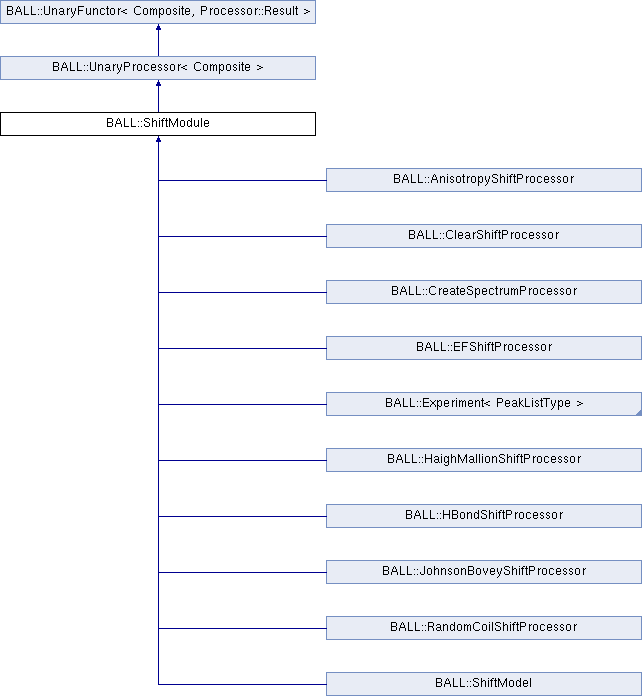 BALL::UnaryFunctor< Composite, Processor::Result >
BALL::UnaryProcessor< Composite >
BALL::ShiftModule
BALL::AnisotropyShiftProcessor
BALL::ClearShiftProcessor
BALL::CreateSpectrumProcessor
BALL::EFShiftProcessor
BALL::Experiment< PeakListType >
BALL::HaighMallionShiftProcessor
BALL::HBondShiftProcessor
BALL::JohnsonBoveyShiftProcessor
BALL::RandomCoilShiftProcessor
BALL::ShiftModel